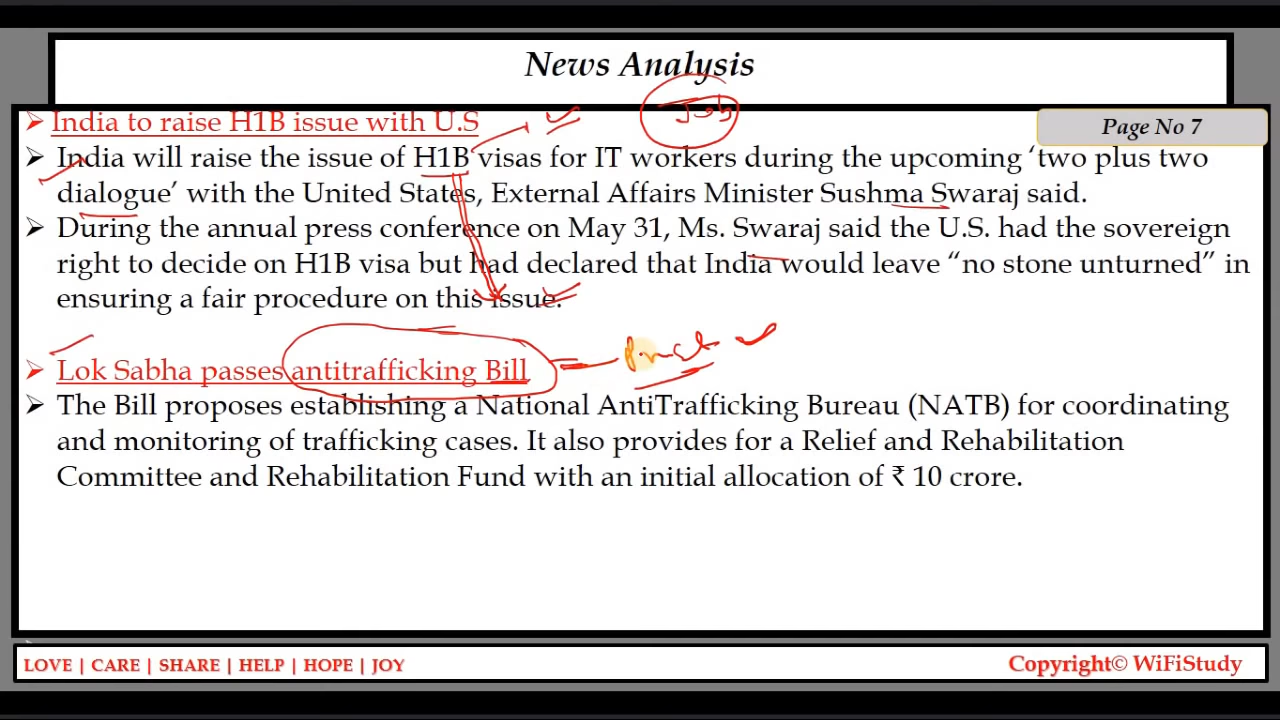 News Analysis
Job
➢ India to raise H1B issue with U.S
Page No 7
➢ India will raise the issue of H1B visas for IT workers during the upcoming ‘two plus two
dialogue’ with the United States, External Affairs Minister Sushma Swaraj said.
➢ During the annual press conference on May 31, Ms. Swaraj said the U.S. had the sovereign
right to decide on H1B visa but had declared that India would leave “no stone unturned” in
ensuring a fair procedure on this issue.
➢ Lok Sabha passes antitrafficking Bill
➢ The Bill proposes establishing a National AntiTrafficking Bureau (NATB) for coordinating
and monitoring of trafficking cases. It also provides for a Relief and Rehabilitation
Committee and Rehabilitation Fund with an initial allocation of ₹ 10 crore.
LOVE | CARE | SHARE | HELP | HOPE | JOY
Copyright© WiFiStudy